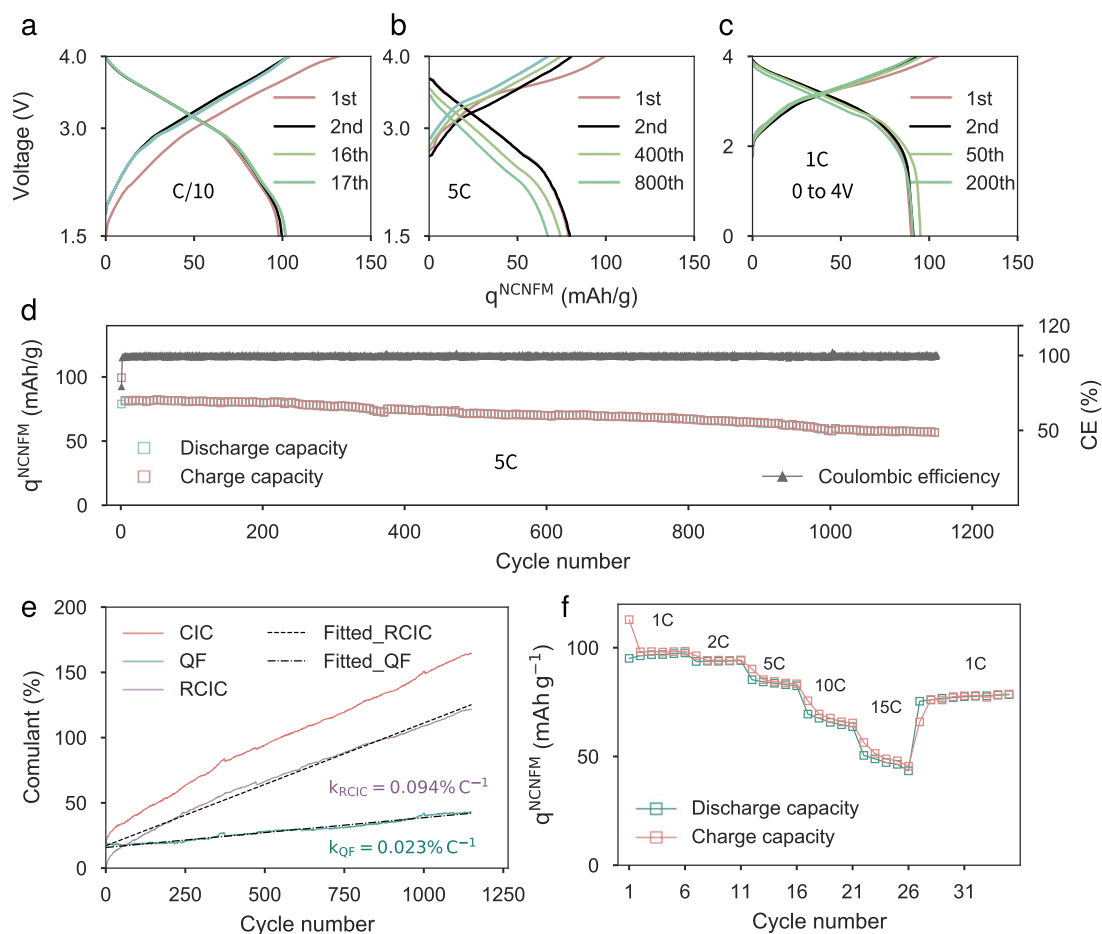 a
b
c
4.0
3.0
1.5
Voltage (V)
1st
2nd
16th
17th
C/10
0 50 100 150
4.0
3.0
1.5
1st
2nd
400th
800th
5C
0 50 100 150
4
2
0
1st
2nd
50th
200th
1C
0 to 4V
0 50 100 150
q^NCNFM (mAh/g)
d
q^NCNFM (mAh/g)
100
50
0
120
100
50
CE (%)
Discharge capacity
Charge capacity
5C
Coulombic efficiency
0 200 400 600 800 1000 1200
Cycle number
e
Comulant (%)
200
150
100
50
0
CIC
QF
RCIC
Fitted_RCIC
Fitted_QF
k_RCIC = 0.094% C⁻¹
k_QF = 0.023% C⁻¹
0 250 500 750 1000 1250
Cycle number
f
q^NCNFM (mAh g⁻¹)
100
50
0
1C
2C
5C
10C
15C
1C
Discharge capacity
Charge capacity
1 6 11 16 21 26 31
Cycle number